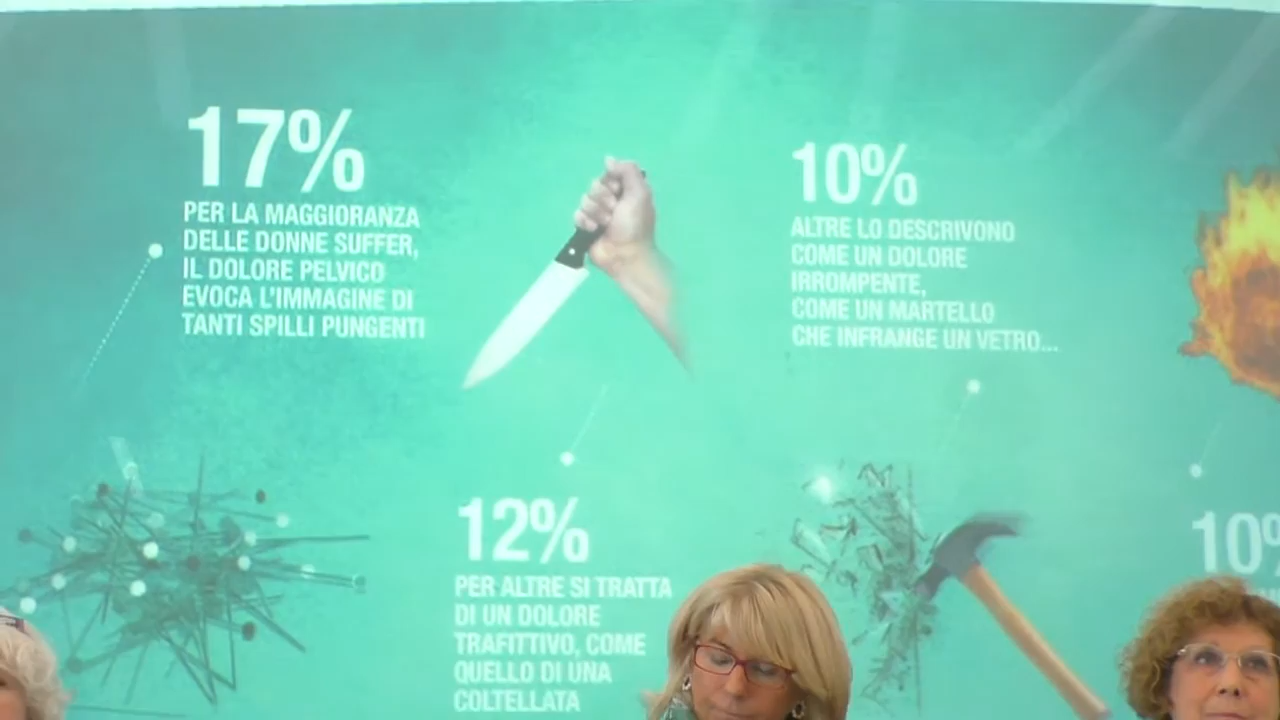 17%
PER LA MAGGIORANZA
DELLE DONNE SUFFER,
IL DOLORE PELVICO
EVOCA L'IMMAGINE DI
TANTI SPILLI PUNGENTI
10%
ALTRE LO DESCRIVONO
COME UN DOLORE
IRROMPENTE,
COME UN MARTELLO
CHE INFRANGE UN VETRO...
12%
PER ALTRE SI TRATTA
DI UN DOLORE
TRAFITTIVO, COME
QUELLO DI UNA
COLTELLATA
10%